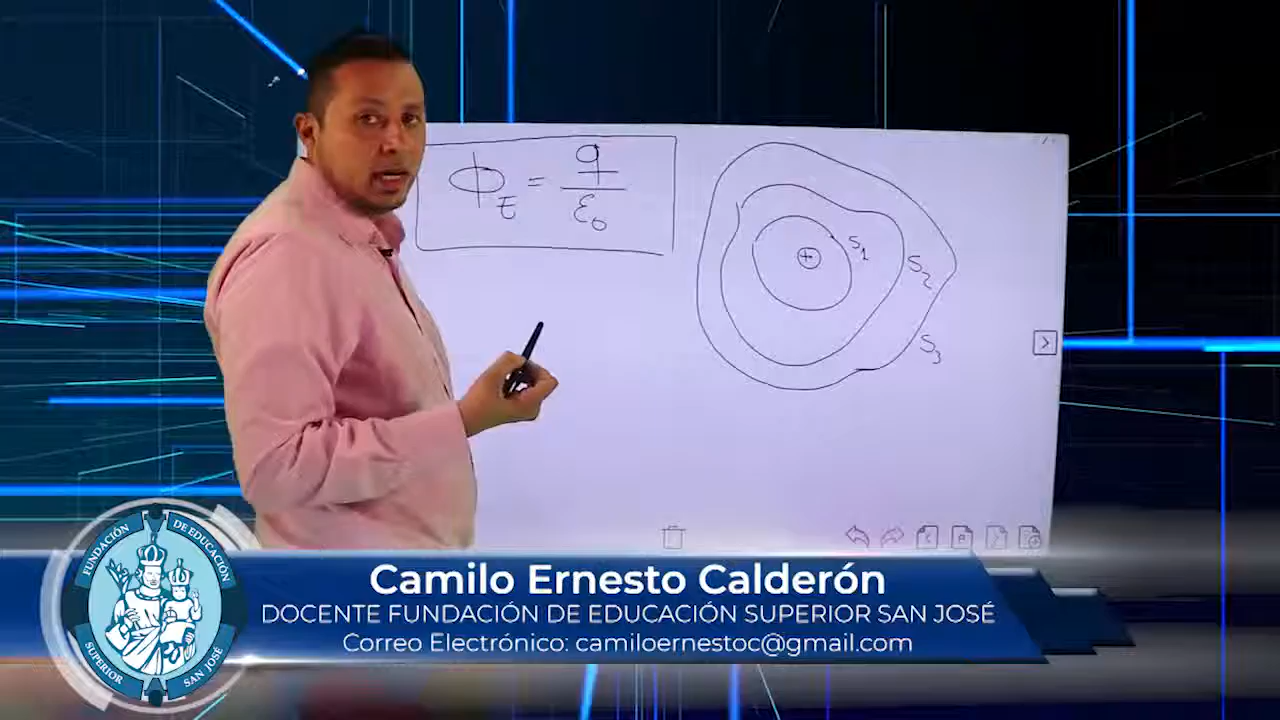 Φ_E = q / ε₀
+
S₁
S₂
S₃
FUNDACIÓN DE EDUCACIÓN
SUPERIOR SAN JOSÉ
Camilo Ernesto Calderón
DOCENTE FUNDACIÓN DE EDUCACIÓN SUPERIOR SAN JOSÉ
Correo Electrónico: camiloernestoc@gmail.com